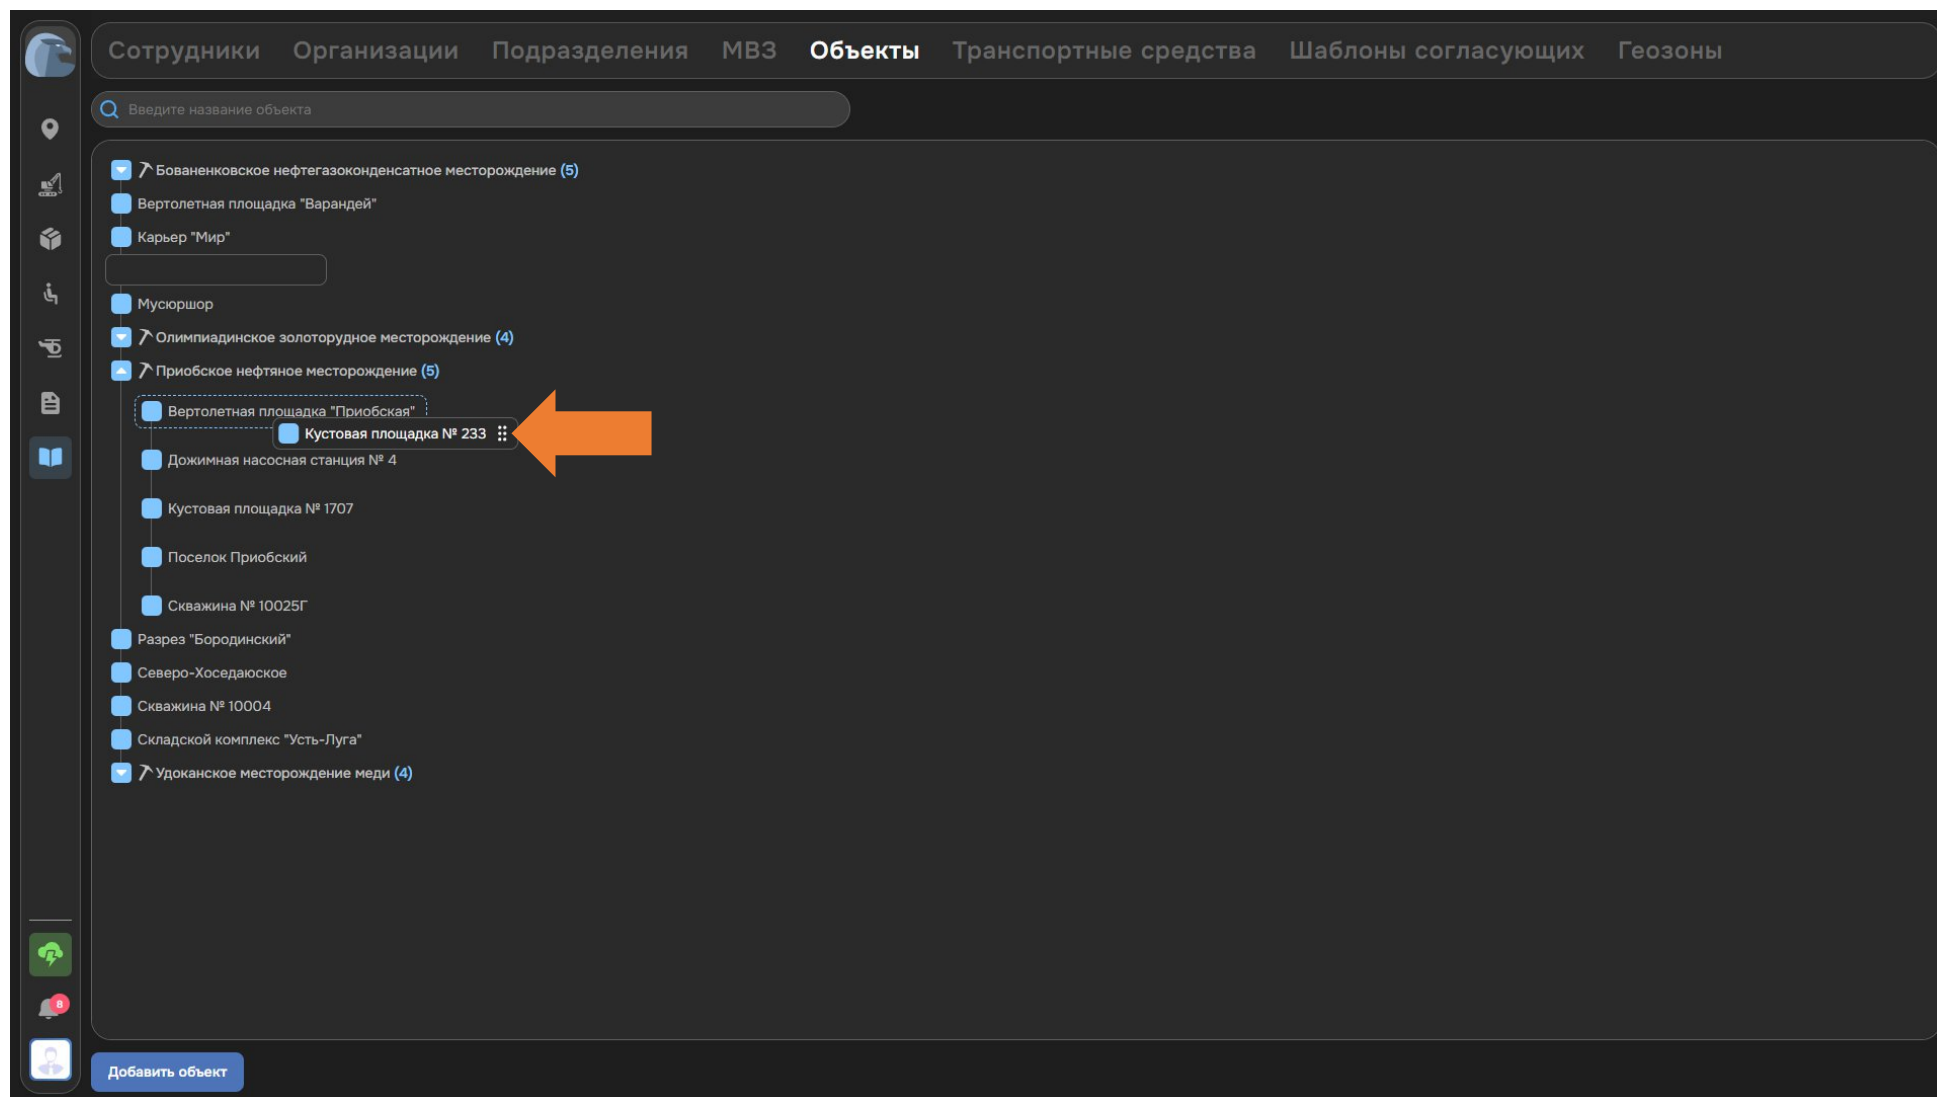 Сотрудники Организации Подразделения МВЗ Объекты Транспортные средства Шаблоны согласующих Геозоны
Введите название объекта
Бованенковское нефтегазоконденсатное месторождение (5)
Вертолетная площадка "Варандей"
Карьер "Мир"
Мусюршор
Олимпиадинское золоторудное месторождение (4)
Приобское нефтяное месторождение (5)
Вертолетная площадка "Приобская"
Кустовая площадка № 233
Дожимная насосная станция № 4
Кустовая площадка № 1707
Поселок Приобский
Скважина № 10025Г
Разрез "Бородинский"
Северо-Хоседаюское
Скважина № 10004
Складской комплекс "Усть-Луга"
Удоканское месторождение меди (4)
8
Добавить объект